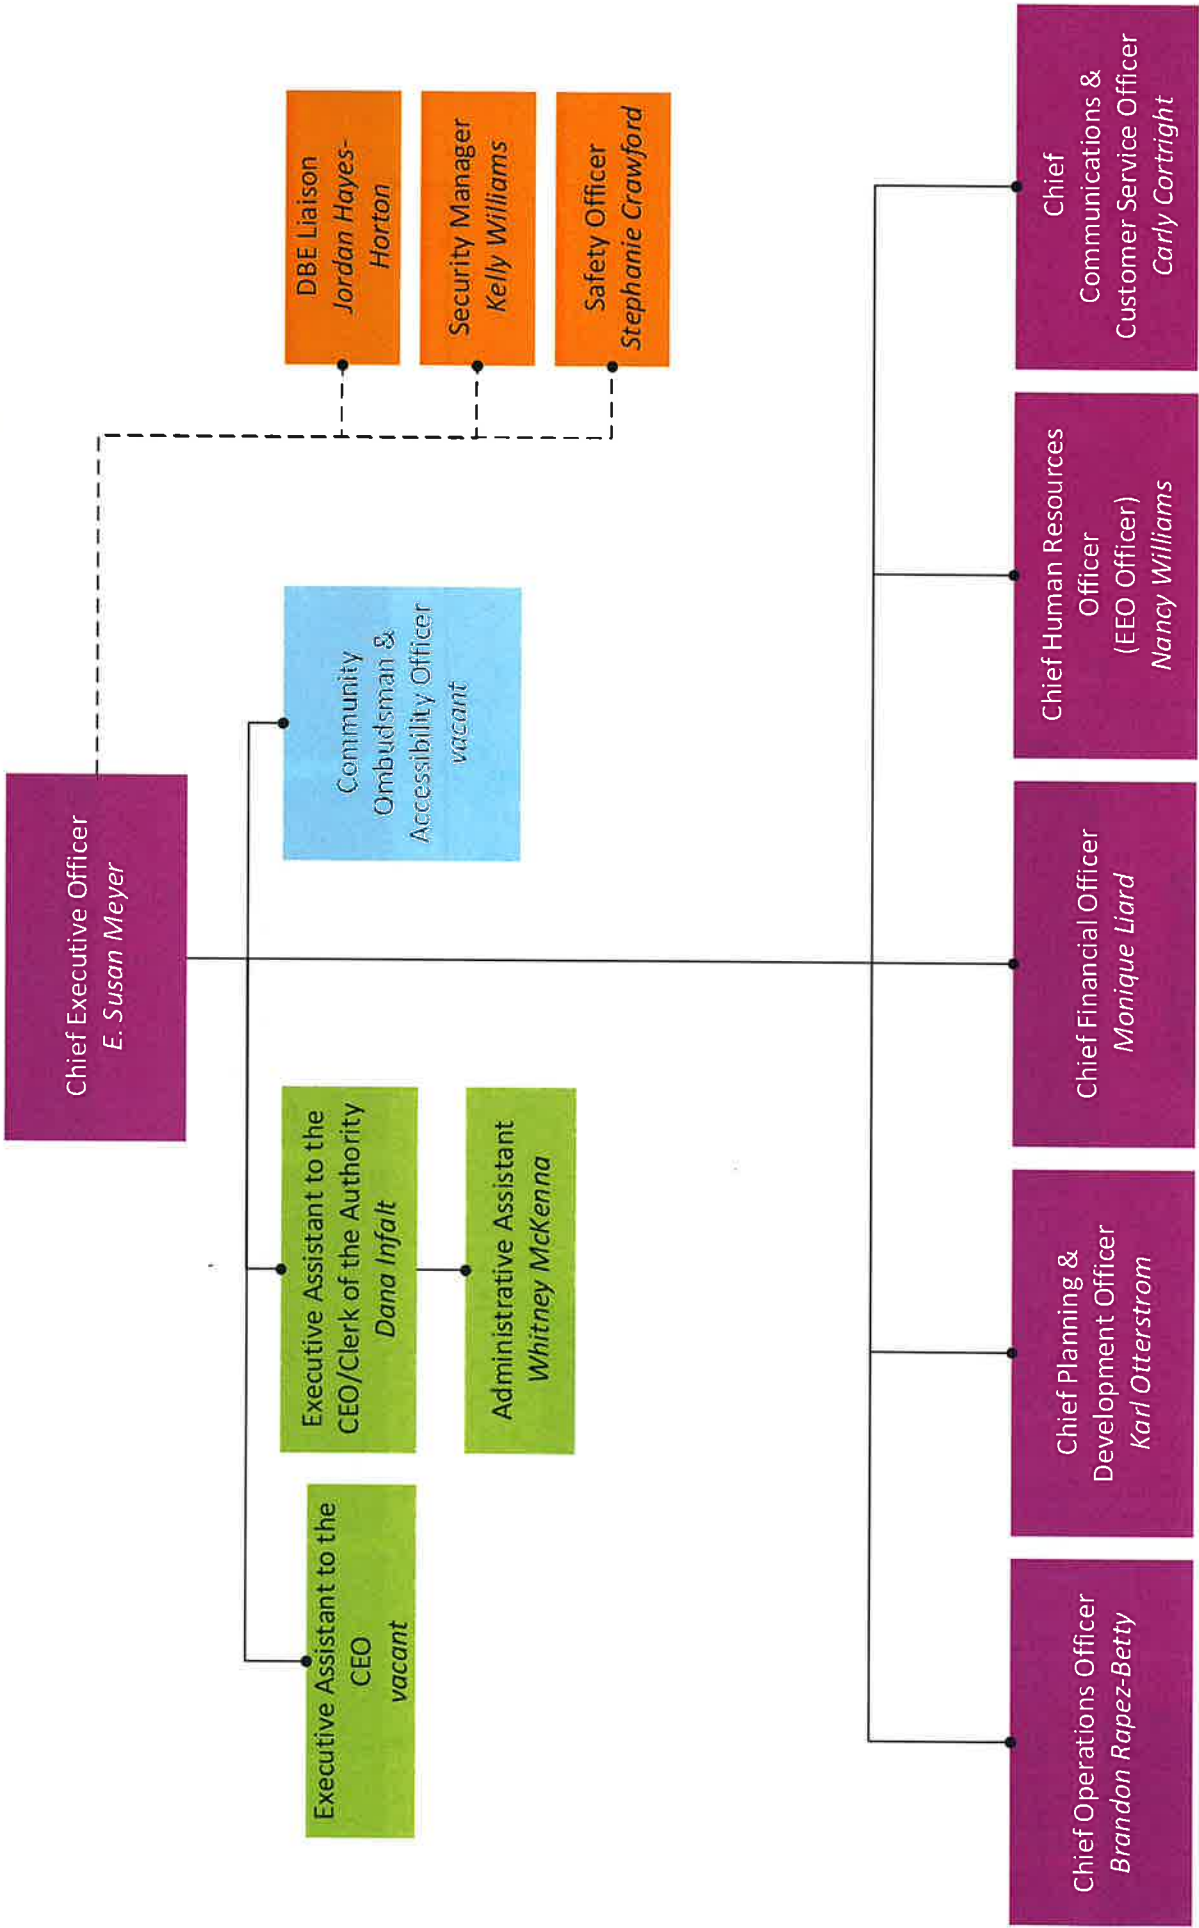 Chief Executive Officer
E. Susan Meyer
Executive Assistant to the
CEO
vacant
Executive Assistant to the
CEO/Clerk of the Authority
Dana Infalt
Administrative Assistant
Whitney McKenna
Community
Ombudsman &
Accessibility Officer
vacant
DBE Liaison
Jordan Hayes-
Horton
Security Manager
Kelly Williams
Safety Officer
Stephanie Crawford
Chief Operations Officer
Brandon Rapez-Betty
Chief Planning &
Development Officer
Karl Otterstrom
Chief Financial Officer
Monique Liard
Chief Human Resources
Officer
(EEO Officer)
Nancy Williams
Chief
Communications &
Customer Service Officer
Carly Cortright